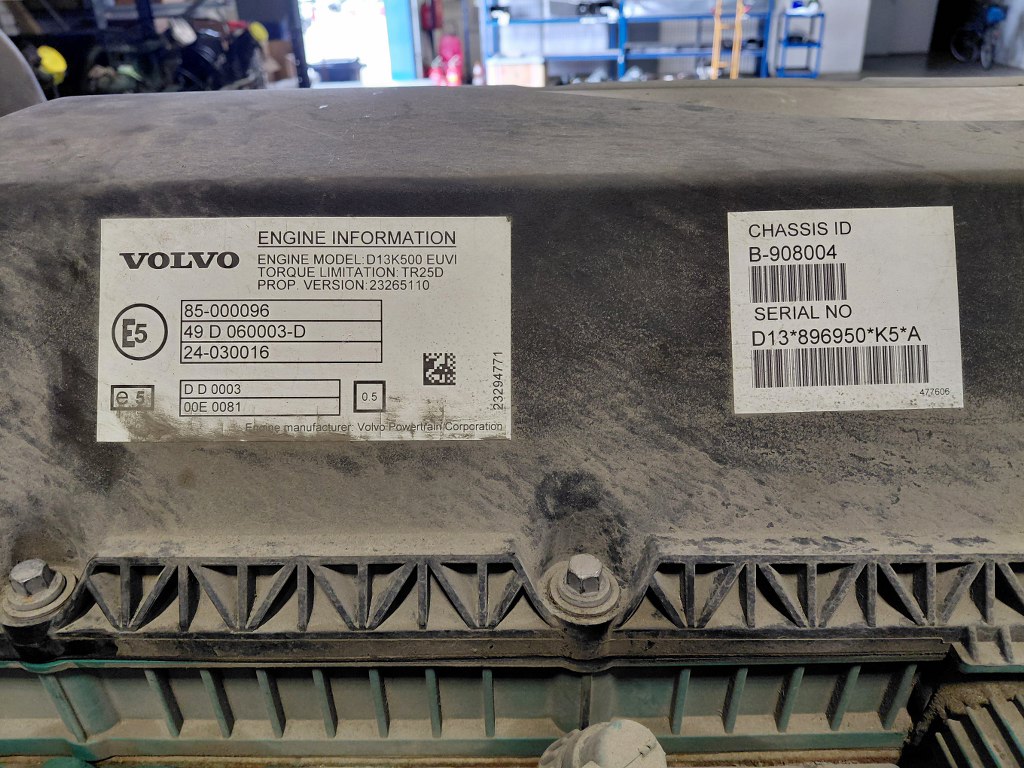 VOLVO
ENGINE INFORMATION
ENGINE MODEL:D13K500 EUVI
TORQUE LIMITATION: TR25D
PROP. VERSION:23265110
E5
85-000096
49 D 060003-D
24-030016
e 5
D D 0003
00E 0081
0.5
23294771
Engine manufacturer: Volvo Powertrain Corporation
CHASSIS ID
B-908004
SERIAL NO
D13*896950*K5*A
477606